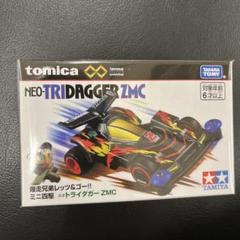 tomica
TAKARA TOMY
NEO-TRIDAGGER ZMC
対象年齢
6才以上
爆走兄弟レッツ&ゴー!!
ミニ四駆 ネオトライダガー ZMC
TAMIYA